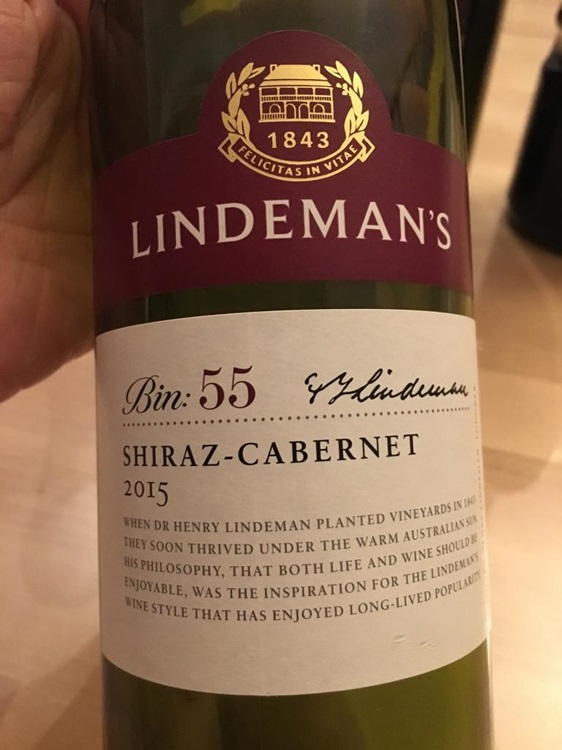 1843
FELICITAS IN VITAE
LINDEMAN'S
Bin: 55 Lindeman
SHIRAZ-CABERNET
2015
WHEN DR HENRY LINDEMAN PLANTED VINEYARDS IN 1843
THEY SOON THRIVED UNDER THE WARM AUSTRALIAN SUN.
HIS PHILOSOPHY, THAT BOTH LIFE AND WINE SHOULD BE
ENJOYABLE, WAS THE INSPIRATION FOR THE LINDEMAN'S
WINE STYLE THAT HAS ENJOYED LONG-LIVED POPULARITY.